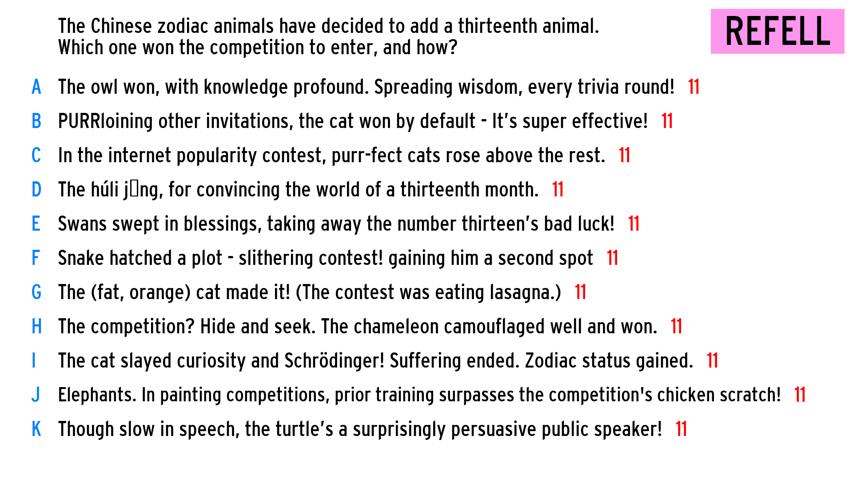 The Chinese zodiac animals have decided to add a thirteenth animal.
Which one won the competition to enter, and how?
REFELL
A The owl won, with knowledge profound. Spreading wisdom, every trivia round! 11
B PURRloining other invitations, the cat won by default - It's super effective! 11
C In the internet popularity contest, purr-fect cats rose above the rest. 11
D The húli j▯ng, for convincing the world of a thirteenth month. 11
E Swans swept in blessings, taking away the number thirteen's bad luck! 11
F Snake hatched a plot - slithering contest! gaining him a second spot 11
G The (fat, orange) cat made it! (The contest was eating lasagna.) 11
H The competition? Hide and seek. The chameleon camouflaged well and won. 11
I The cat slayed curiosity and Schrödinger! Suffering ended. Zodiac status gained. 11
J Elephants. In painting competitions, prior training surpasses the competition's chicken scratch! 11
K Though slow in speech, the turtle's a surprisingly persuasive public speaker! 11